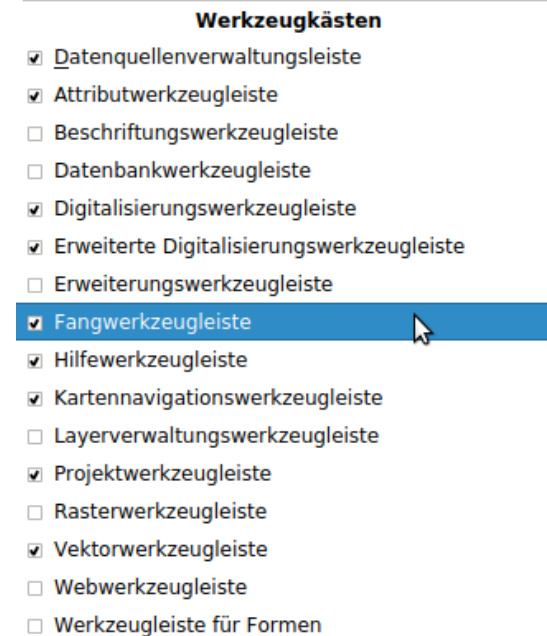 Werkzeugkästen
Datenquellenverwaltungsleiste
Attributwerkzeugleiste
Beschriftungswerkzeugleiste
Datenbankwerkzeugleiste
Digitalisierungswerkzeugleiste
Erweiterte Digitalisierungswerkzeugleiste
Erweiterungswerkzeugleiste
Fangwerkzeugleiste
Hilfewerkzeugleiste
Kartennavigationswerkzeugleiste
Layerverwaltungswerkzeugleiste
Projektwerkzeugleiste
Rasterwerkzeugleiste
Vektorwerkzeugleiste
Webwerkzeugleiste
Werkzeugleiste für Formen